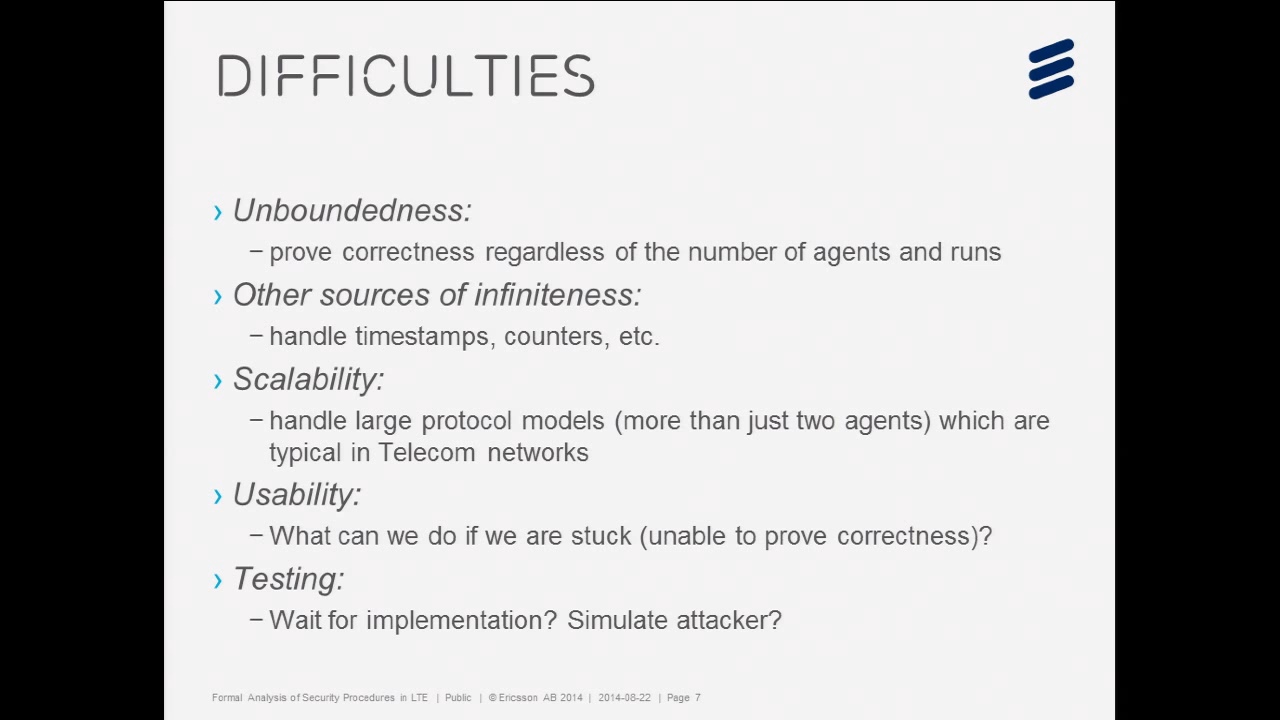 DIFFICULTIES
› Unboundedness:
– prove correctness regardless of the number of agents and runs
› Other sources of infiniteness:
– handle timestamps, counters, etc.
› Scalability:
– handle large protocol models (more than just two agents) which are
typical in Telecom networks
› Usability:
– What can we do if we are stuck (unable to prove correctness)?
› Testing:
– Wait for implementation? Simulate attacker?
Formal Analysis of Security Procedures in LTE | Public | © Ericsson AB 2014 | 2014-08-22 | Page 7